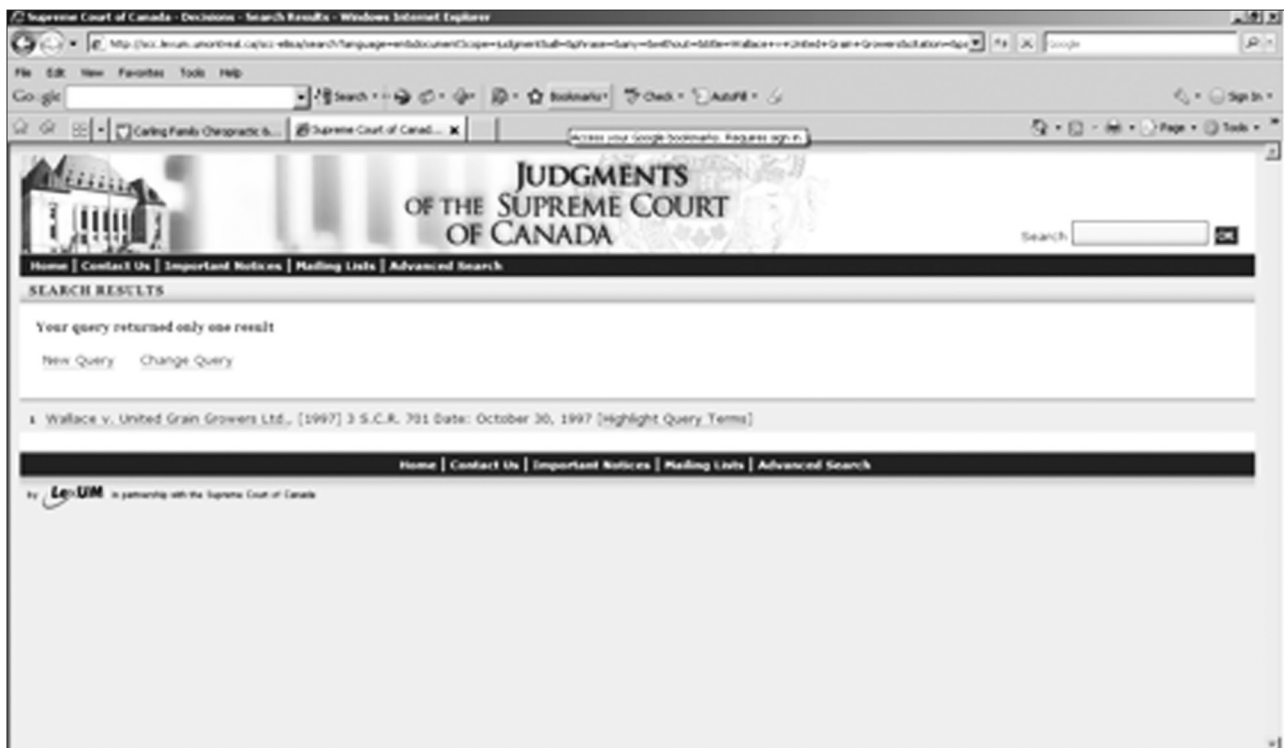 Supreme Court of Canada - Decisions - Search Results - Windows Internet Explorer
Google
File Edit View Favorites Tools Help
Google Search Bookmarks Check AutoFill Sign In
Caring Family Chiropractic &... Supreme Court of Canad... Page Tools
Access your Google bookmarks. Requires sign in.
JUDGMENTS
OF THE SUPREME COURT
OF CANADA
Search OK
Home | Contact Us | Important Notices | Mailing Lists | Advanced Search
SEARCH RESULTS
Your query returned only one result
New Query Change Query
1 Wallace v. United Grain Growers Ltd., [1997] 3 S.C.R. 701 Date: October 30, 1997 [Highlight Query Terms]
Home | Contact Us | Important Notices | Mailing Lists | Advanced Search
by LexUM in partnership with the Supreme Court of Canada